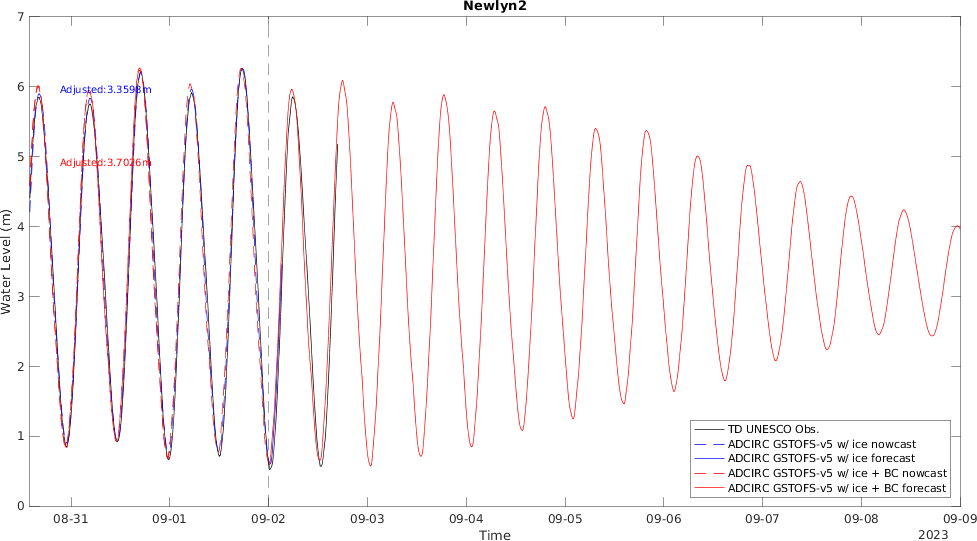 Newlyn2
Water Level (m)
7
6
5
4
3
2
1
0
Adjusted:3.3598m
Adjusted:3.7026m
TD UNESCO Obs.
ADCIRC GSTOFS-v5 w/ ice nowcast
ADCIRC GSTOFS-v5 w/ ice forecast
ADCIRC GSTOFS-v5 w/ ice + BC nowcast
ADCIRC GSTOFS-v5 w/ ice + BC forecast
08-31 09-01 09-02 09-03 09-04 09-05 09-06 09-07 09-08 09-09
Time
2023